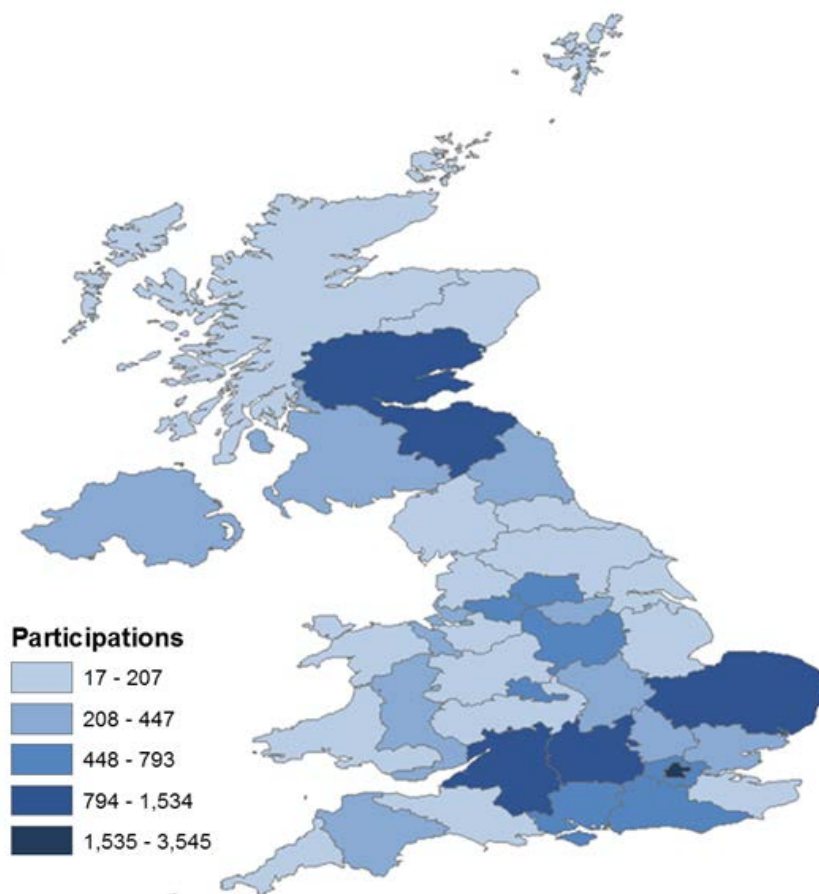 Participations
17 - 207
208 - 447
448 - 793
794 - 1,534
1,535 - 3,545